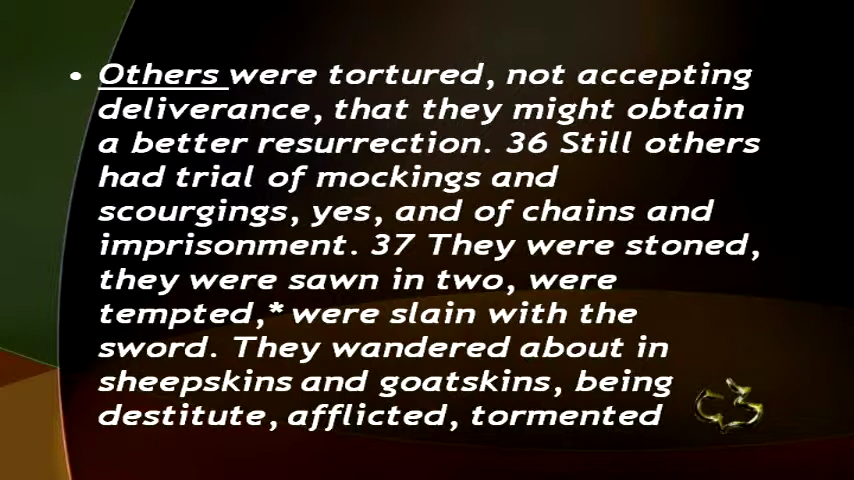 • Others were tortured, not accepting
deliverance, that they might obtain
a better resurrection. 36 Still others
had trial of mockings and
scourgings, yes, and of chains and
imprisonment. 37 They were stoned,
they were sawn in two, were
tempted,* were slain with the
sword. They wandered about in
sheepskins and goatskins, being
destitute, afflicted, tormented